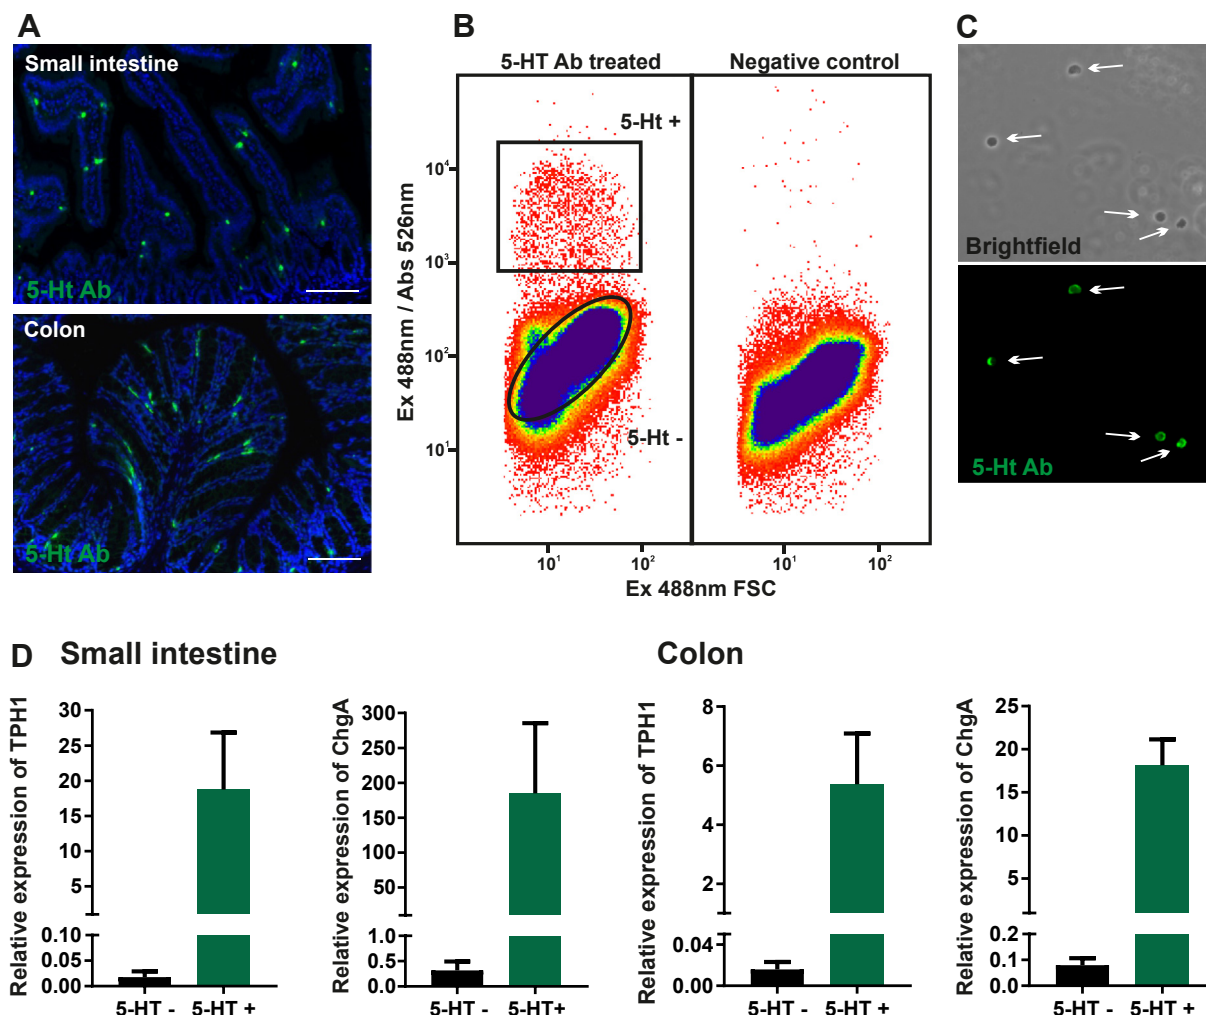 A
Small intestine
5-Ht Ab
Colon
5-Ht Ab
B
5-HT Ab treated
Negative control
5-Ht +
5-Ht -
Ex 488nm / Abs 526nm
10⁴
10³
10²
10¹
10¹
10²
10¹
10²
Ex 488nm FSC
C
Brightfield
5-Ht Ab
D
Small intestine
Colon
Relative expression of TPH1
30
25
20
15
10
5
0.10
0.05
0.00
5-HT -
5-HT +
Relative expression of ChgA
300
250
200
150
100
50
1.0
0.5
0.0
5-HT -
5-HT+
Relative expression of TPH1
8
6
4
2
0.04
0.00
5-HT -
5-HT +
Relative expression of ChgA
25
20
15
10
5
0.2
0.1
0.0
5-HT -
5-HT +